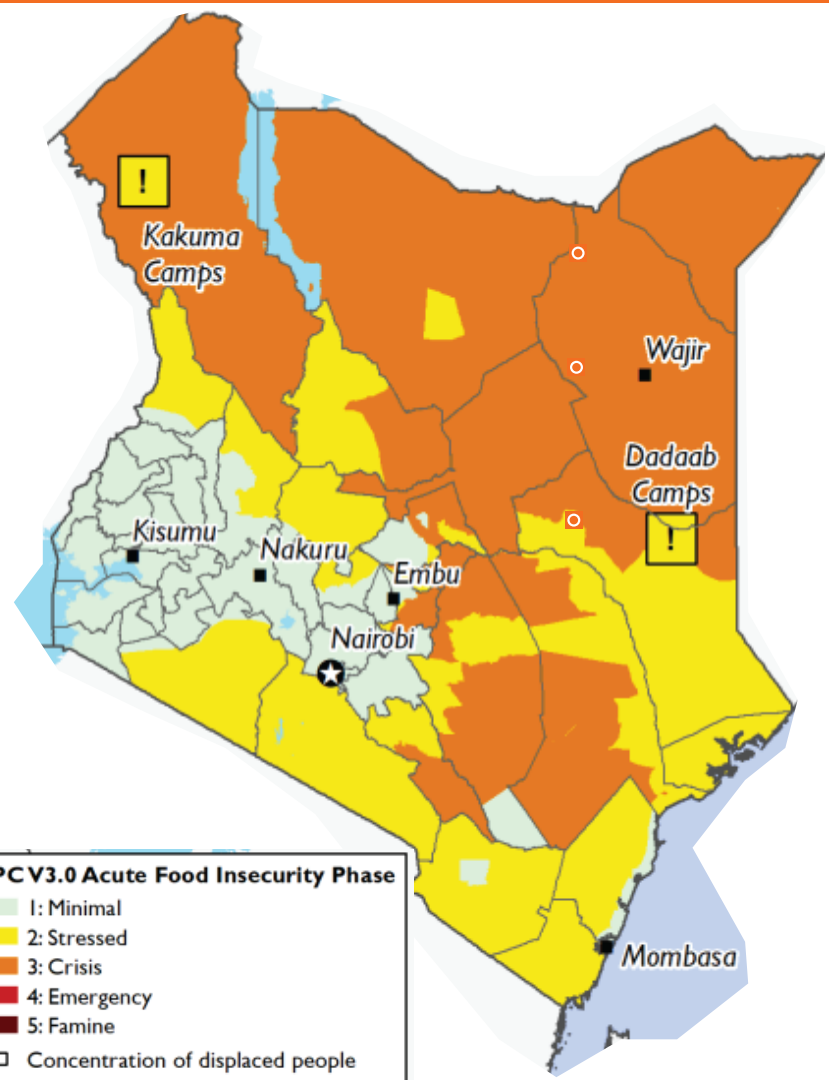 !
Kakuma
Camps
Wajir
Dadaab
Camps
!
Kisumu
Nakuru
Embu
Nairobi
Mombasa
PC V3.0 Acute Food Insecurity Phase
1: Minimal
2: Stressed
3: Crisis
4: Emergency
5: Famine
Concentration of displaced people